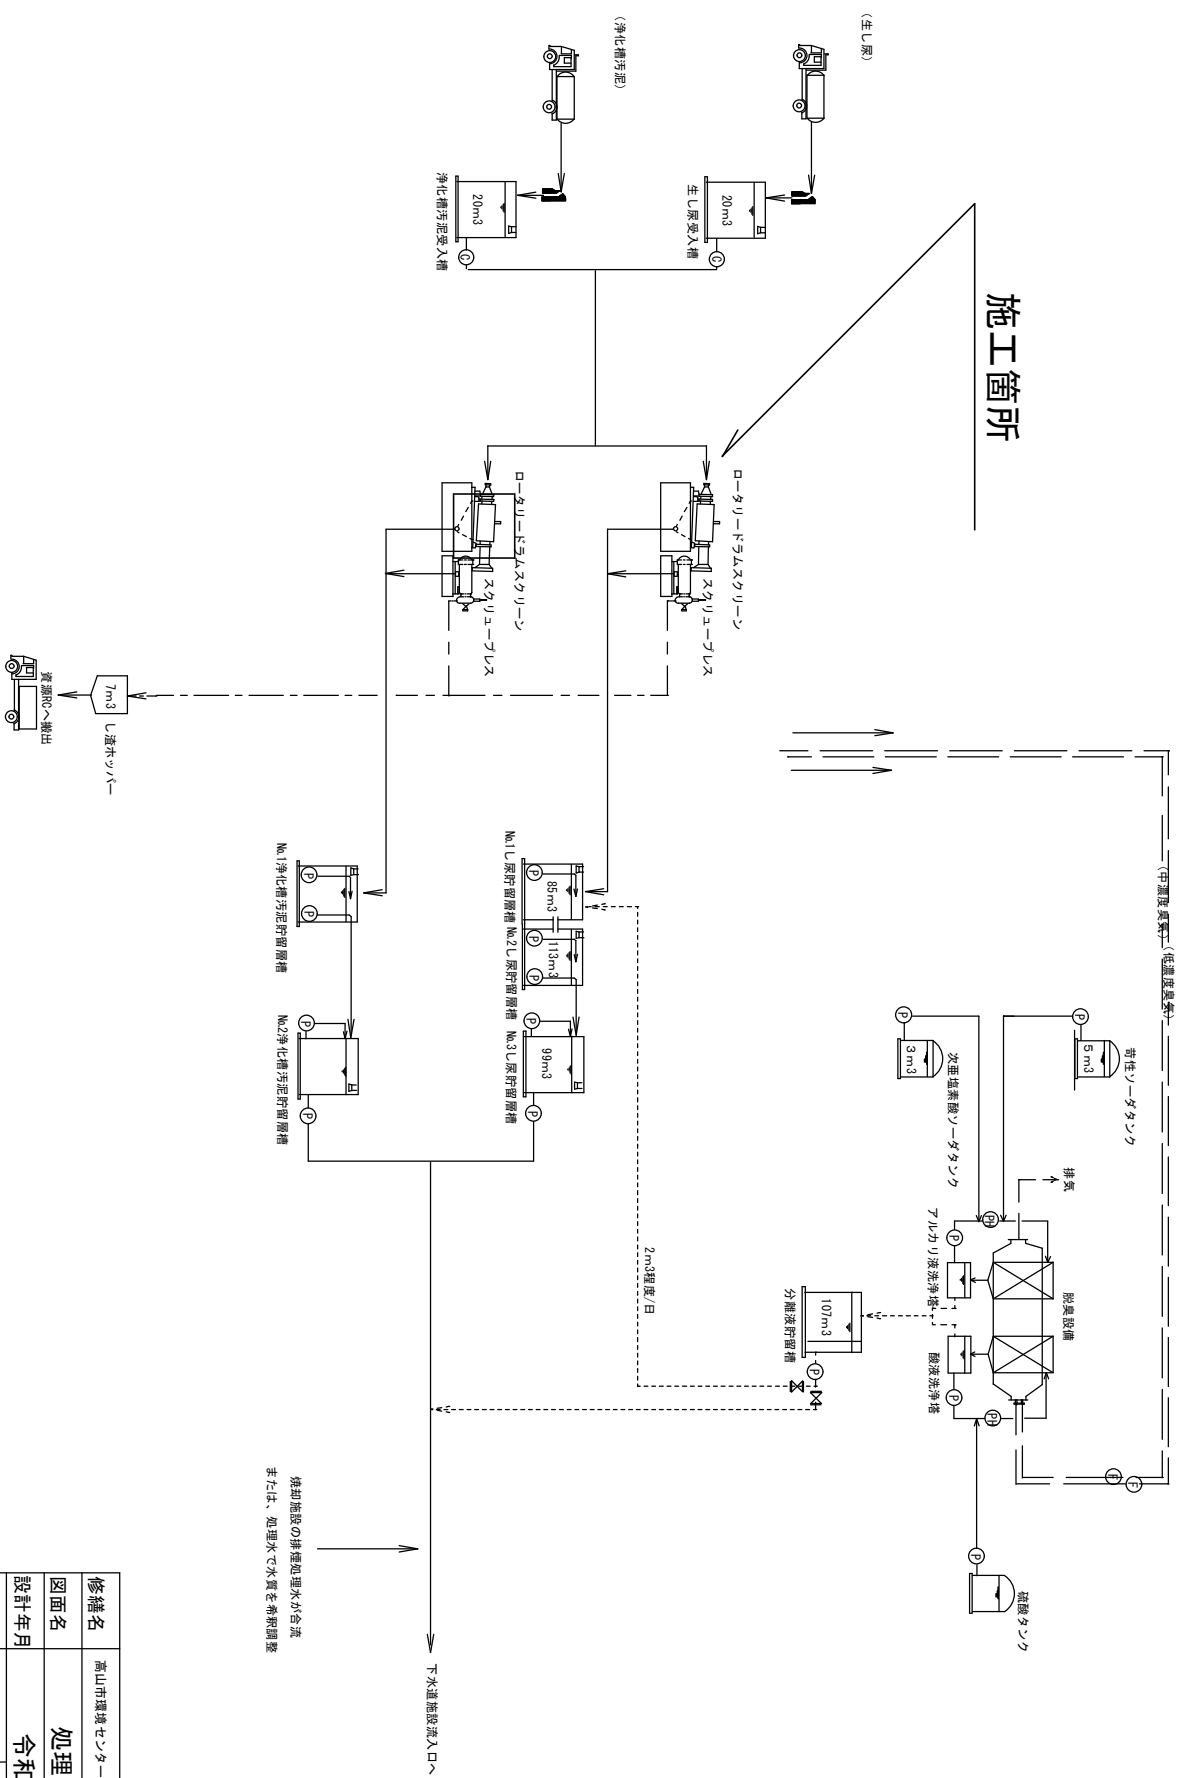 施工箇所
(生し尿)
(浄化槽汚泥)
20m3
生し尿受入槽
C
20m3
浄化槽汚泥受入槽
C
ロータリードラムスクリーン
スクリュープレス
ロータリードラムスクリーン
スクリュープレス
7m3
し渣ホッパー
資源RCへ搬出
(中濃度臭気)
(低濃度臭気)
苛性ソーダタンク
5m3
P
次亜塩素酸ソーダタンク
3m3
P
排気
脱臭設備
PH
PH
P
P
アルカリ液洗浄塔
酸液洗浄塔
F
F
硫酸タンク
P
107m3
分離液貯留槽
P
2m3程度/日
No.1し尿貯留層槽
85m3
P
No.2し尿貯留層槽
113m3
P
P
No.3し尿貯留層槽
99m3
P
P
No.1浄化槽汚泥貯留層槽
P
P
No.2浄化槽汚泥貯留層槽
P
P
焼却施設の排煙処理水が合流
または、処理水で水質を希釈調整
下水道施設流入口へ
修繕名 高山市環境センター
図面名 処理
設計年月 令和